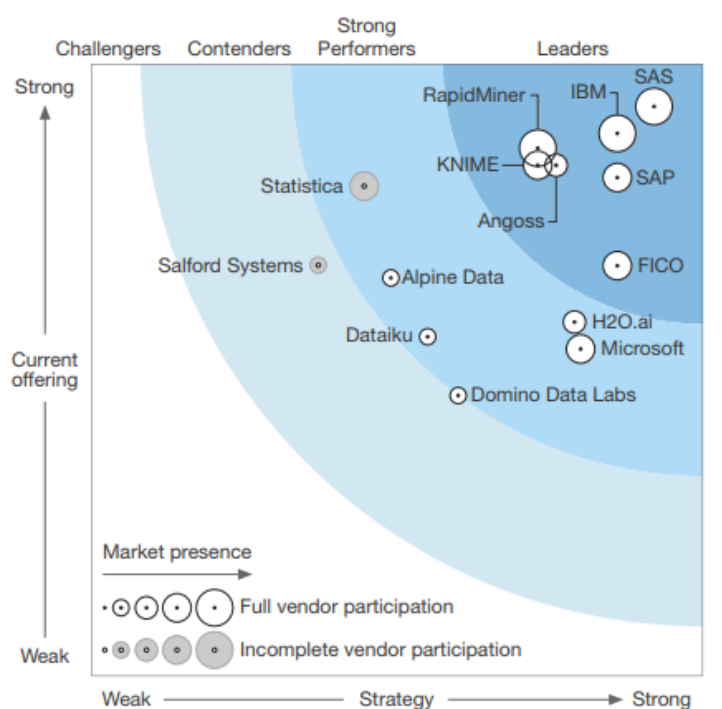 Strong
Challengers Contenders Performers Leaders
Strong
SAS
IBM
RapidMiner
KNIME
SAP
Statistica
Angoss
Salford Systems
FICO
Alpine Data
H2O.ai
Dataiku
Microsoft
Current
offering
Domino Data Labs
Market presence
Full vendor participation
Incomplete vendor participation
Weak
Weak Strategy Strong